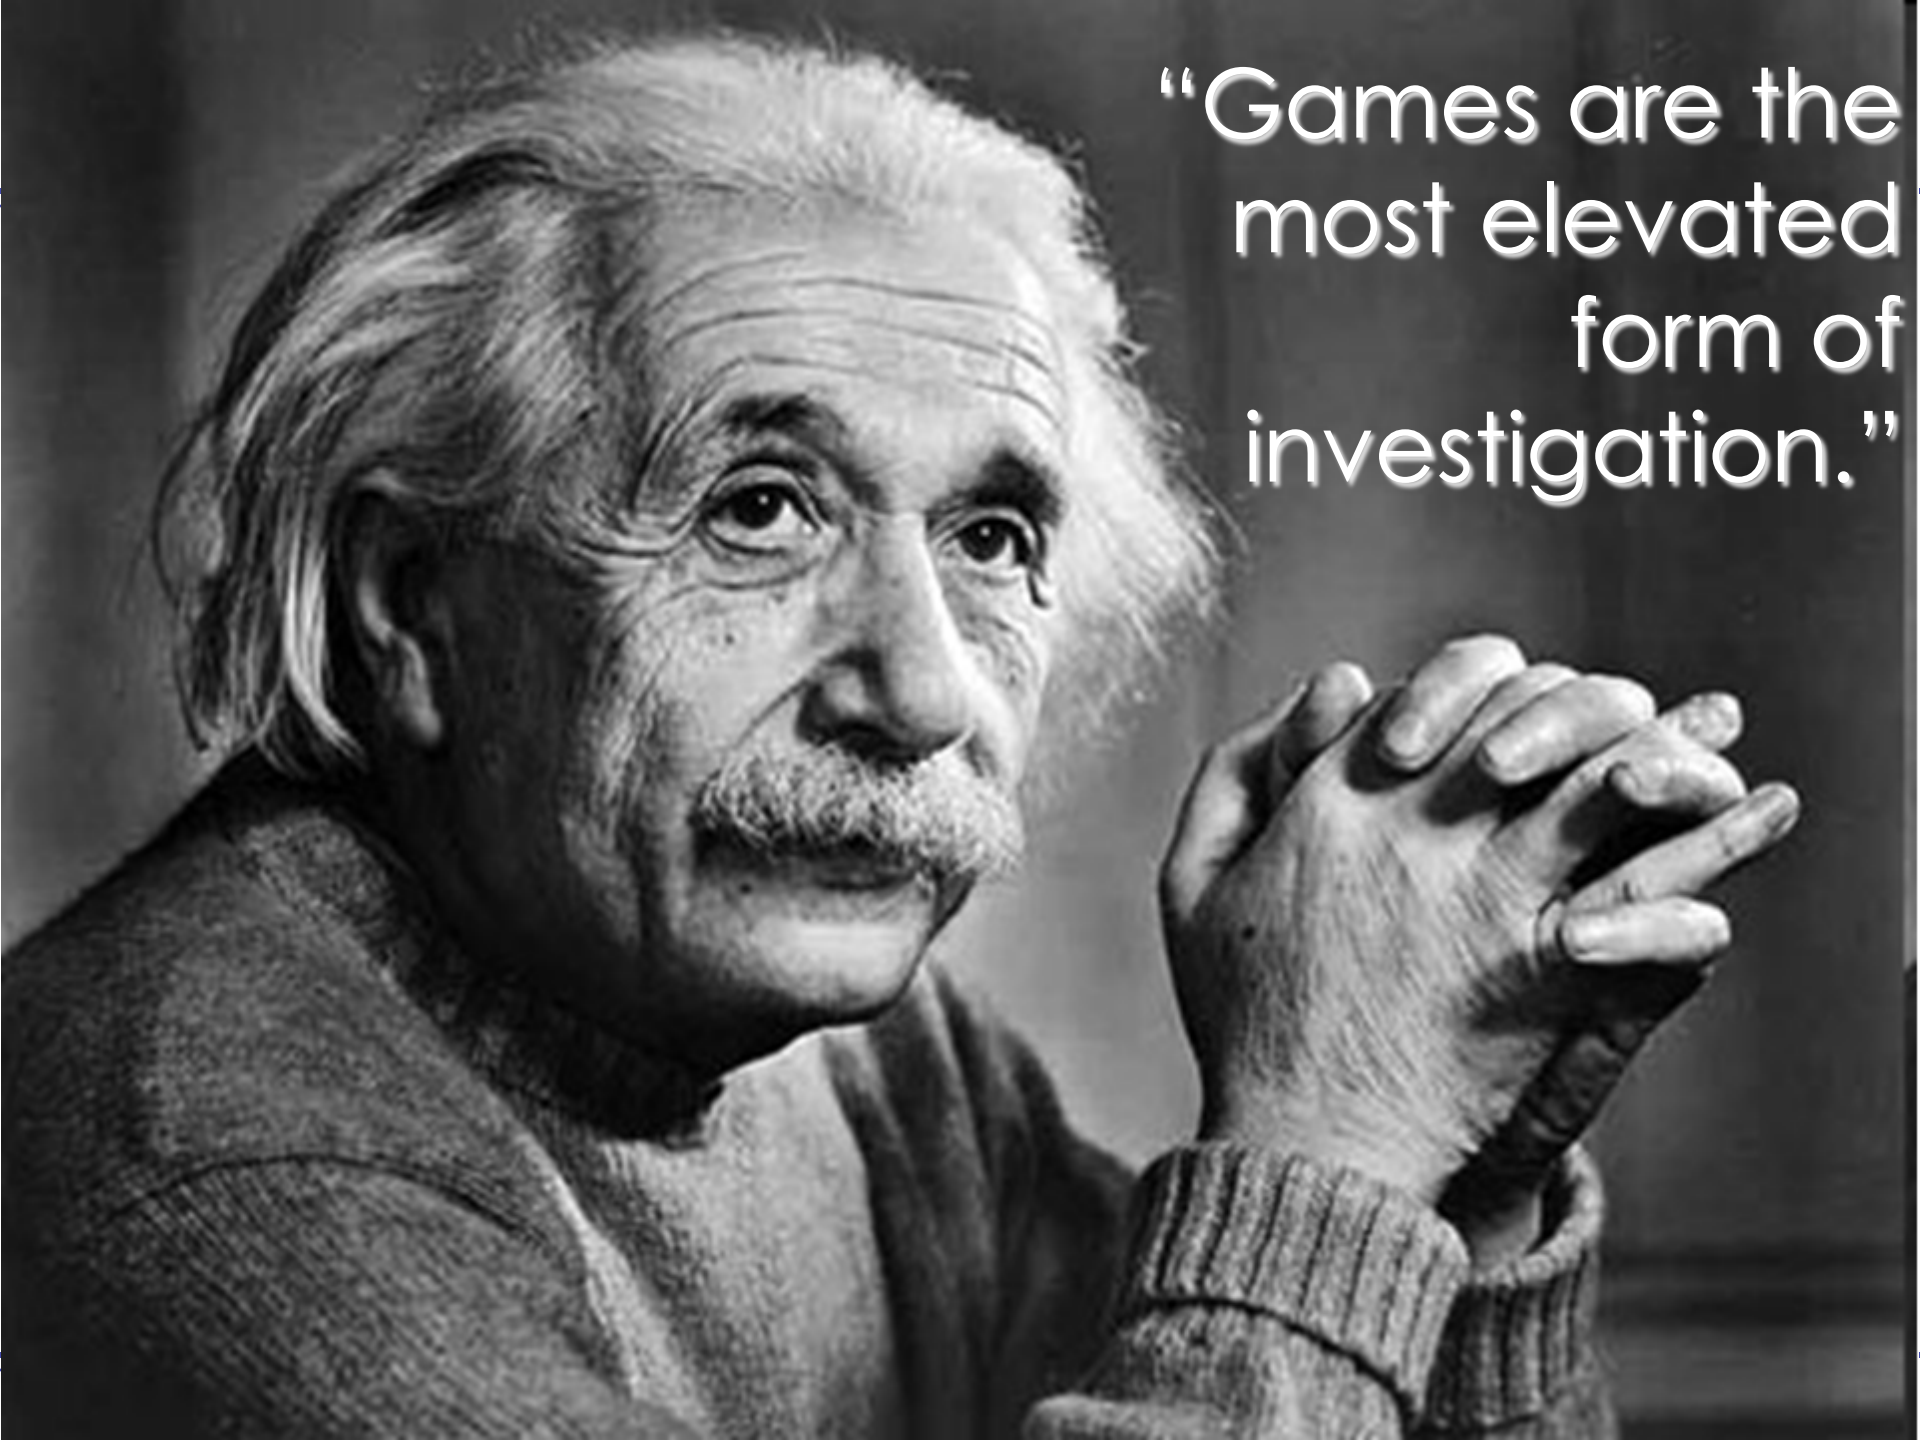 “Games are the
most elevated
form of
investigation.”